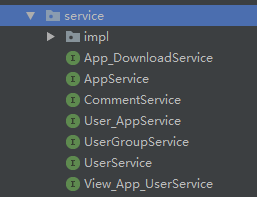 service
impl
App_DownloadService
AppService
CommentService
User_AppService
UserGroupService
UserService
View_App_UserService